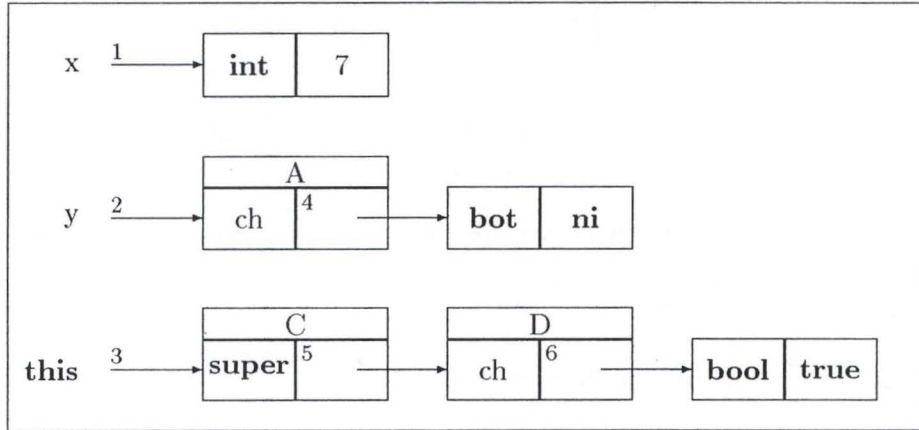 x 1 int 7
A
y 2 ch 4 bot ni
C D
this 3 super 5 ch 6 bool true